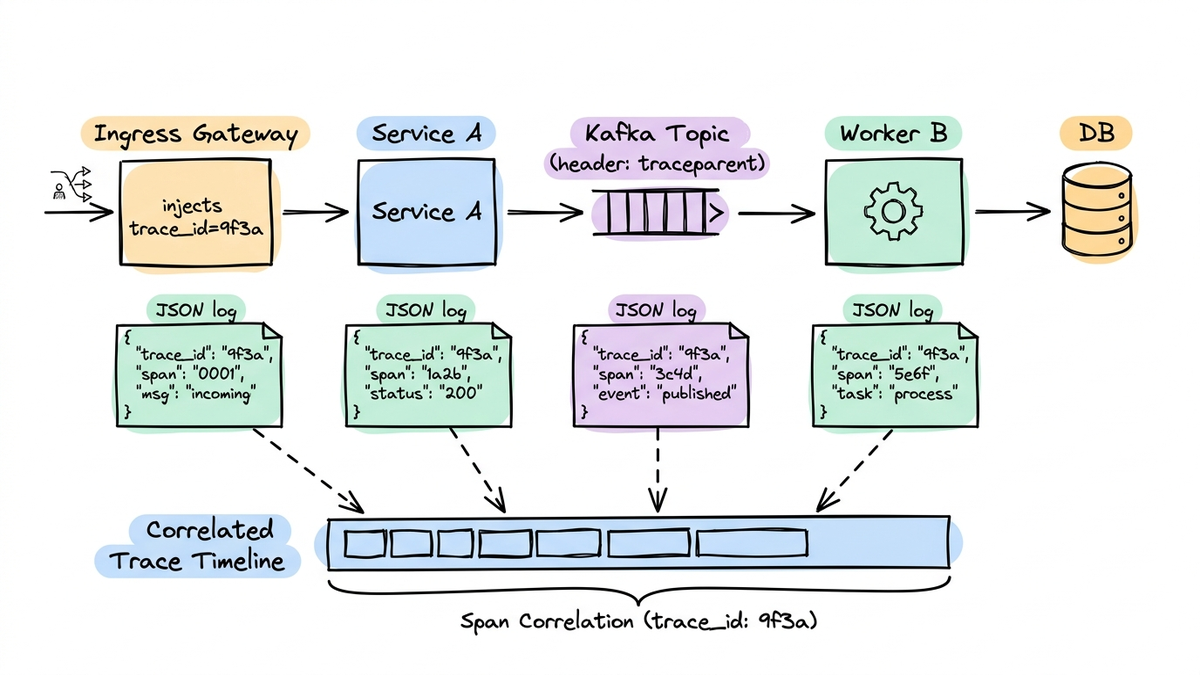 Ingress Gateway
injects
trace_id=9f3a
Service A
Service A
Kafka Topic
(header: traceparent)
Worker B
DB
JSON log
{
"trace_id": "9f3a",
"span": "0001",
"msg": "incoming"
}
JSON log
{
"trace_id": "9f3a",
"span": "1a2b",
"status": "200"
}
JSON log
{
"trace_id": "9f3a",
"span": "3c4d",
"event": "published"
}
JSON log
{
"trace_id": "9f3a",
"span": "5e6f",
"task": "process"
}
Correlated
Trace Timeline
Span Correlation (trace_id: 9f3a)